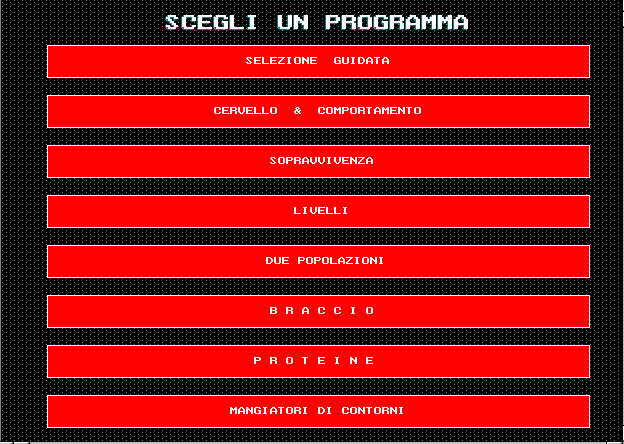 SCEGLI UN PROGRAMMA
SELEZIONE GUIDATA
CERVELLO & COMPORTAMENTO
SOPRAVVIVENZA
LIVELLI
DUE POPOLAZIONI
B R A C C I O
P R O T E I N E
MANGIATORI DI CONTORNI